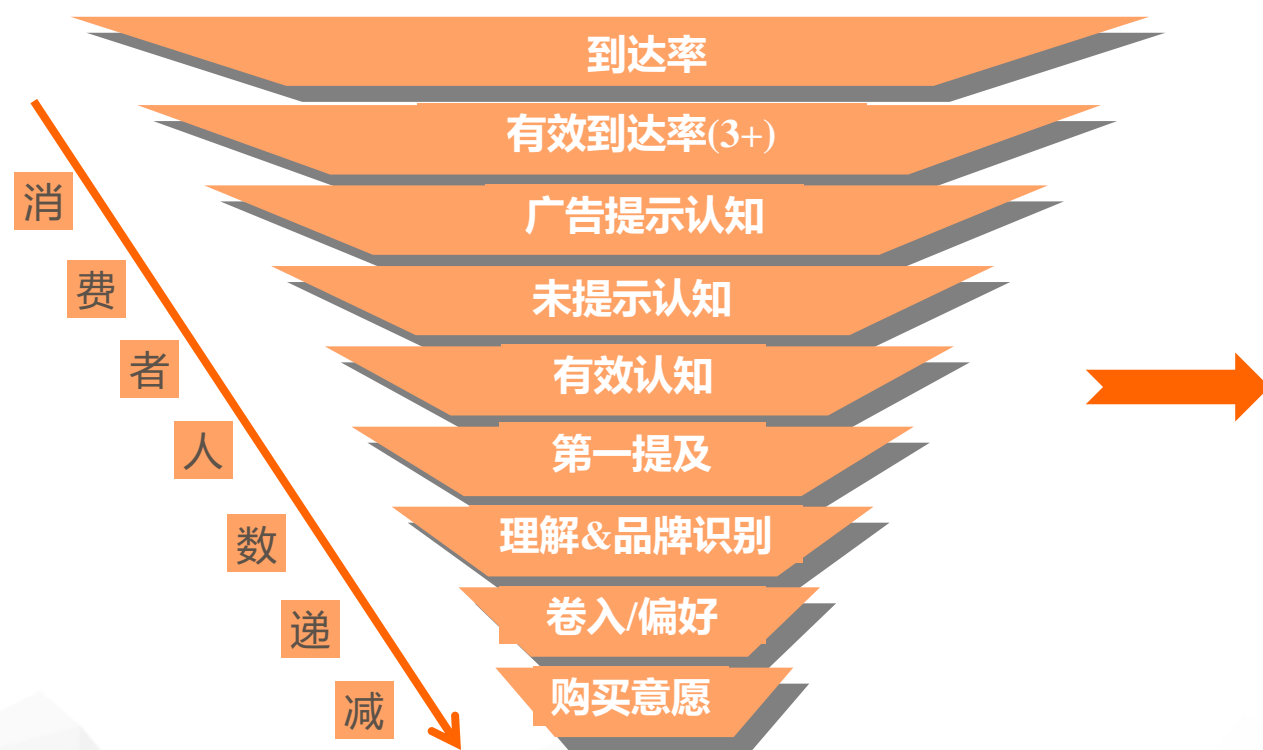 到达率
有效到达率(3+)
广告提示认知
未提示认知
有效认知
第一提及
理解&品牌识别
卷入/偏好
购买意愿
消
费
者
人
数
递
减